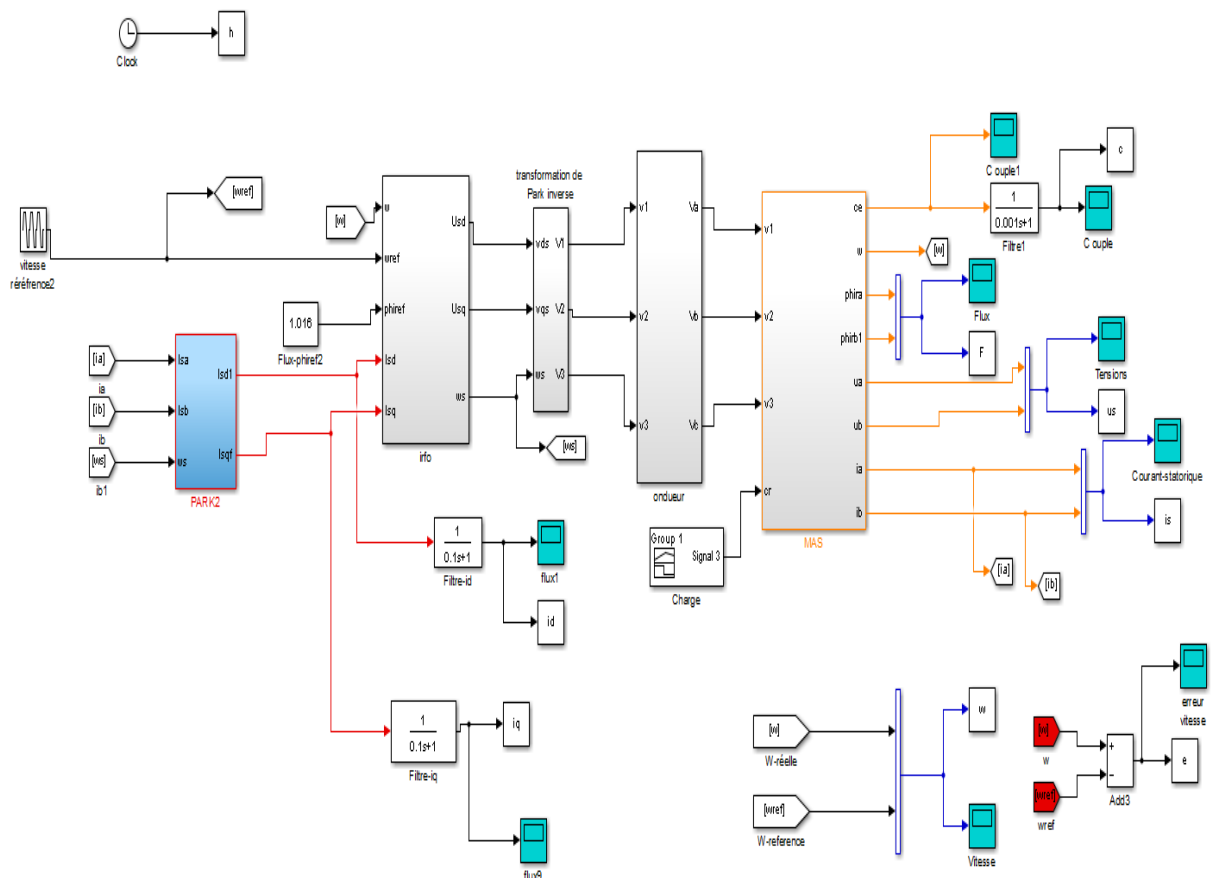 h
Clock
[wref]
vitesse
réréfrence2
[w]
1.016
Flux-phiref2
w
wref
phiref
Isd
Isq
Usd
Usq
ws
irfo
transformation de
Park inverse
vds
vqs
ws
V1
V2
V3
[ws]
v1
v2
v3
Va
Vb
Vc
ondueur
[ia]
ia
[ib]
ib
[ws]
ib1
Isa
Isb
ws
Isd1
Isqf
PARK2
v1
v2
v3
cr
ce
w
phira
phirb1
ua
ub
ia
ib
MAS
Couple1
1
0.001s+1
Filtre1
c
Couple
[w]
Flux
F
Tensions
us
Courant-statorique
is
[ia]
[ib]
Group 1
Signal 3
Charge
1
0.1s+1
Filtre-id
flux1
id
1
0.1s+1
Filtre-iq
iq
flux9
[w]
W-réelle
[wref]
W-reference
w
Vitesse
[w]
w
[wref]
wref
+
−
Add3
erreur
vitesse
e